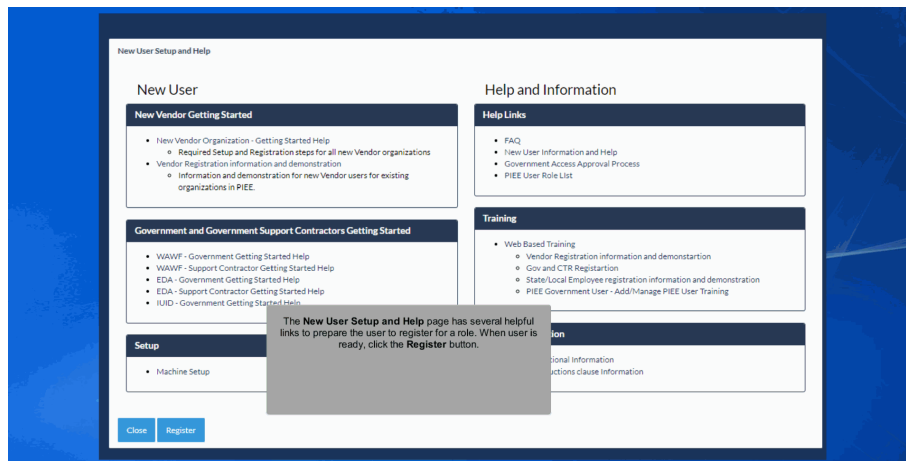 New User Setup and Help
New User
New Vendor Getting Started
New Vendor Organization - Getting Started Help
Required Setup and Registration steps for all new Vendor organizations
Vendor Registration information and demonstration
Information and demonstration for new Vendor users for existing
organizations in PIEE.
Government and Government Support Contractors Getting Started
WAWF - Government Getting Started Help
WAWF - Support Contractor Getting Started Help
EDA - Government Getting Started Help
EDA - Support Contractor Getting Started Help
IUID - Government Getting Started Help
Setup
Machine Setup
Help and Information
Help Links
FAQ
New User Information and Help
Government Access Approval Process
PIEE User Role List
Training
Web Based Training
Vendor Registration information and demonstartion
Gov and CTR Registartion
State/Local Employee registration information and demonstration
PIEE Government User - Add/Manage PIEE User Training
Information
The New User Setup and Help page has several helpful
links to prepare the user to register for a role. When user is
ready, click the Register button.
Close Register